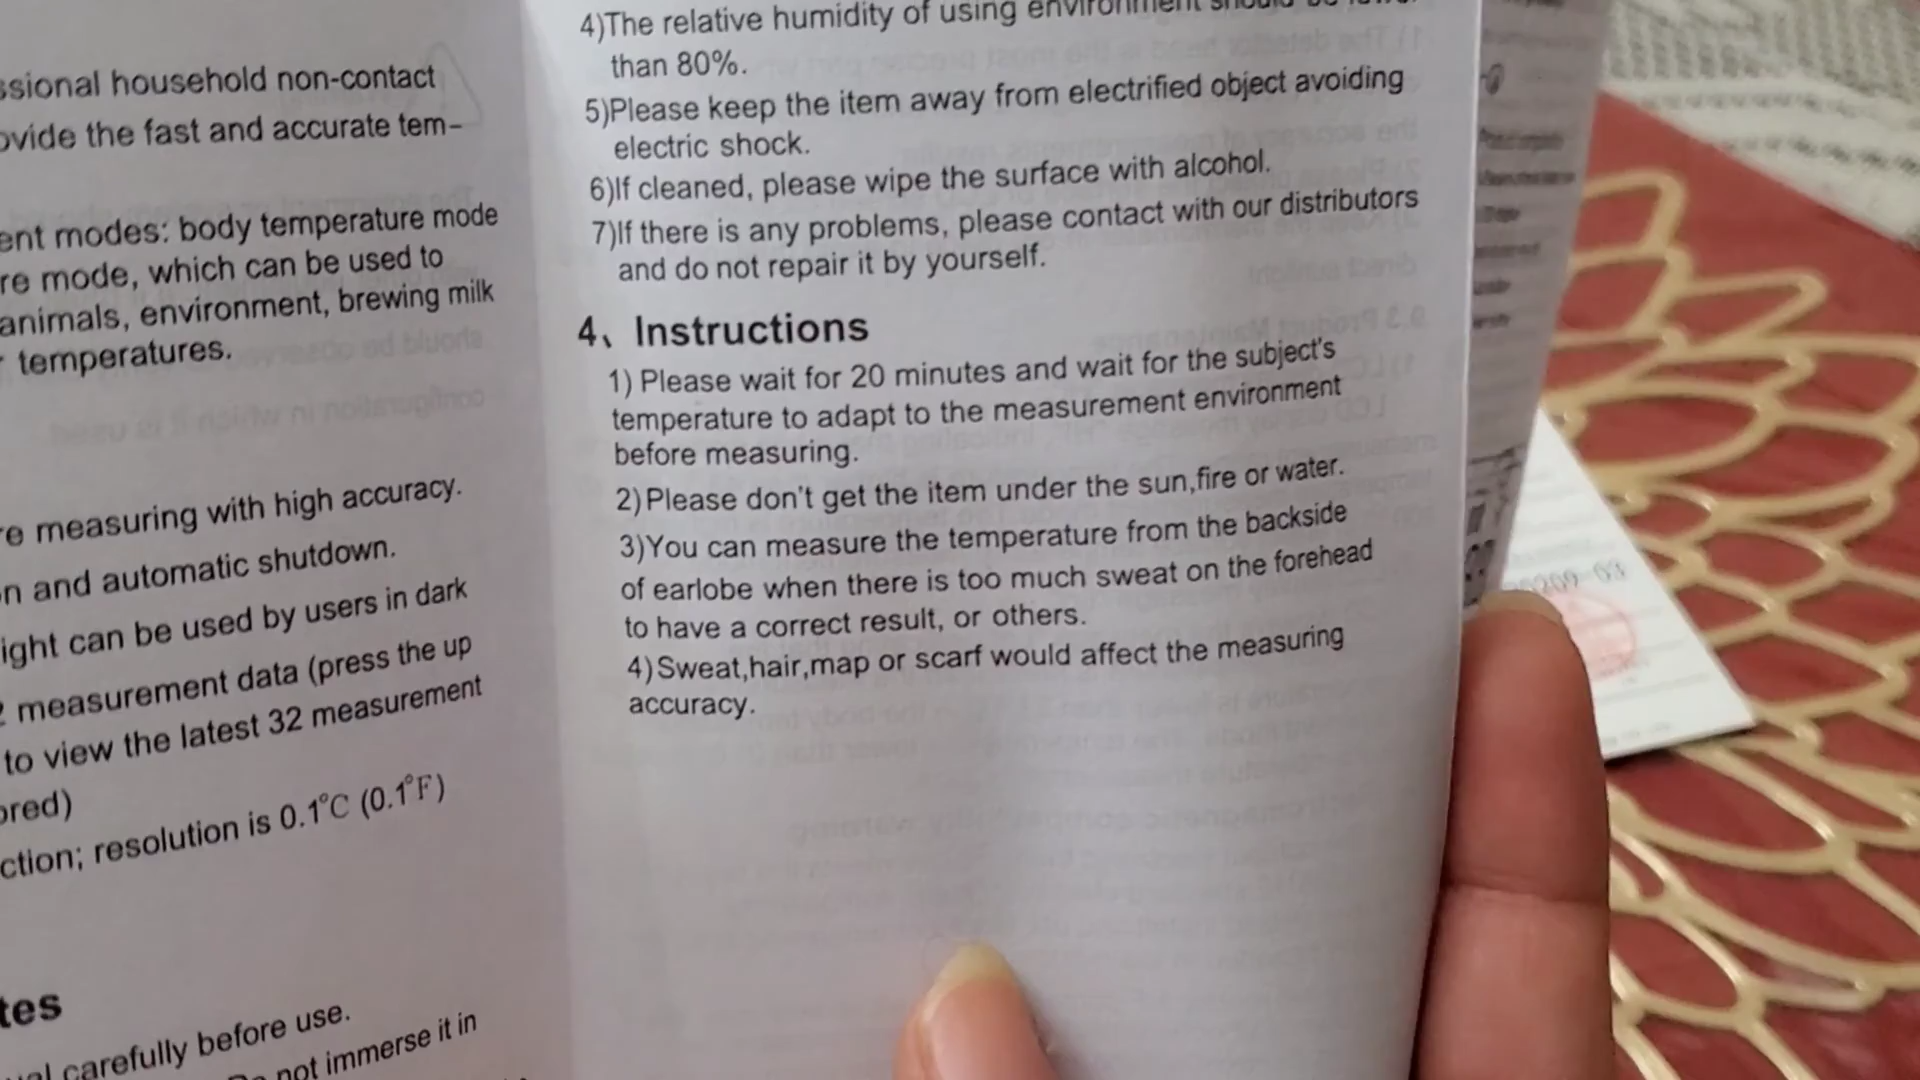 ssional household non-contact
ovide the fast and accurate tem-
ent modes: body temperature mode
re mode, which can be used to
animals, environment, brewing milk
temperatures.
re measuring with high accuracy.
n and automatic shutdown.
ight can be used by users in dark
measurement data (press the up
to view the latest 32 measurement
ored)
ction; resolution is 0.1°C (0.1°F)
tes
carefully before use.
not immerse it in
4)The relative humidity of using environment should be
than 80%.
5)Please keep the item away from electrified object avoiding
electric shock.
6)If cleaned, please wipe the surface with alcohol.
7)If there is any problems, please contact with our distributors
and do not repair it by yourself.
4、Instructions
1) Please wait for 20 minutes and wait for the subject's
temperature to adapt to the measurement environment
before measuring.
2)Please don't get the item under the sun,fire or water.
3)You can measure the temperature from the backside
of earlobe when there is too much sweat on the forehead
to have a correct result, or others.
4)Sweat,hair,map or scarf would affect the measuring
accuracy.